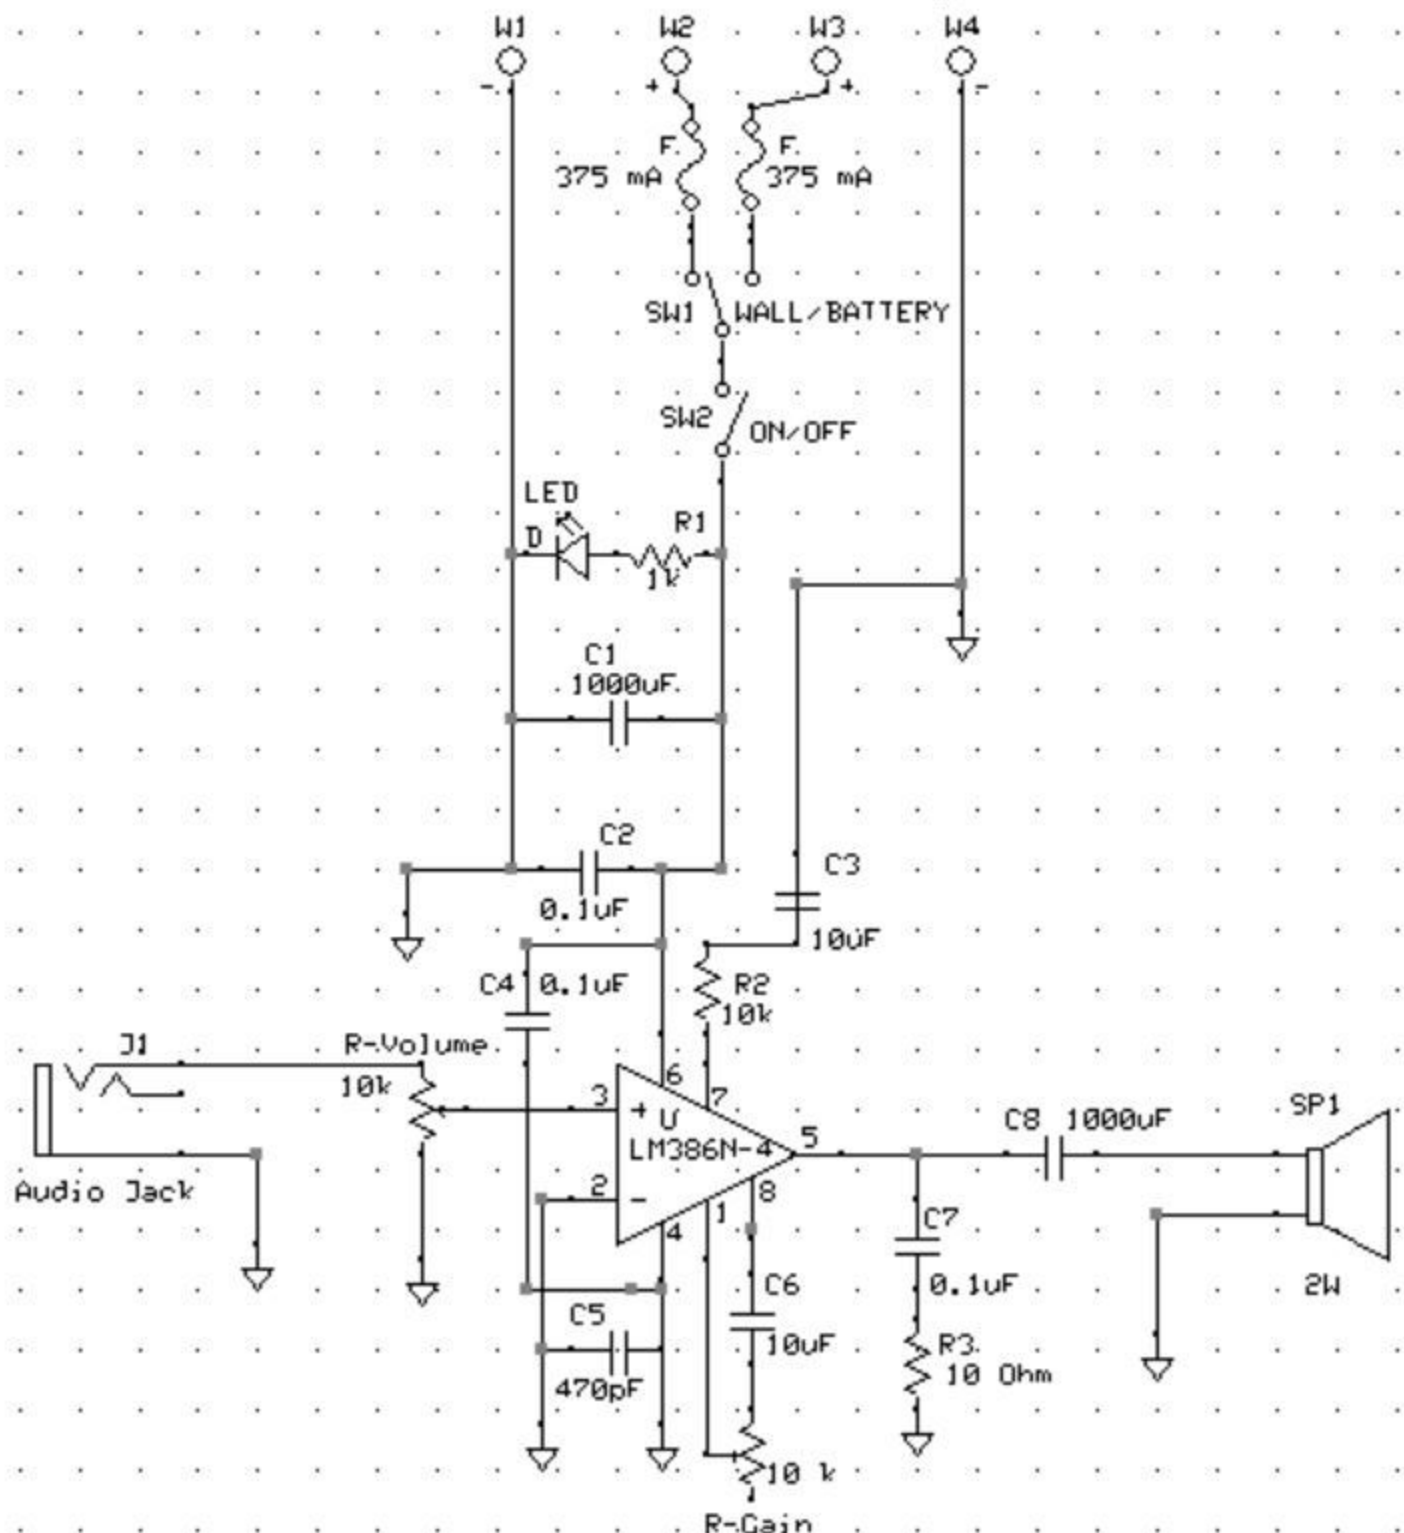 W1
W2
W3
W4
-
+
+
-
F
375 mA
F
375 mA
SW1
WALL/BATTERY
SW2
ON/OFF
LED
D
R1
1k
C1
1000uF
C2
0.1uF
C3
10uF
C4
0.1uF
R2
10k
J1
R-Volume
10k
Audio Jack
3
+
6
7
U
LM386N-4
5
2
-
4
1
8
C8
1000uF
SP1
2W
C7
0.1uF
R3
10 Ohm
C5
470pF
C6
10uF
10 k
R-Gain